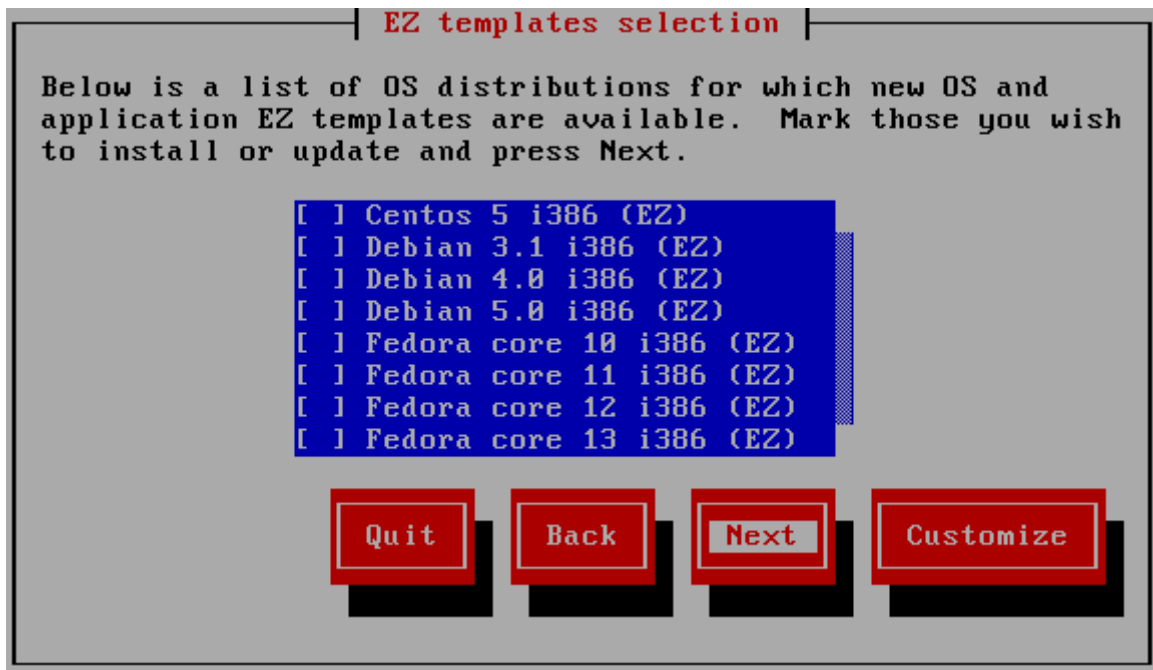 EZ templates selection
Below is a list of OS distributions for which new OS and
application EZ templates are available.  Mark those you wish
to install or update and press Next.
[ ] Centos 5 i386 (EZ)
[ ] Debian 3.1 i386 (EZ)
[ ] Debian 4.0 i386 (EZ)
[ ] Debian 5.0 i386 (EZ)
[ ] Fedora core 10 i386 (EZ)
[ ] Fedora core 11 i386 (EZ)
[ ] Fedora core 12 i386 (EZ)
[ ] Fedora core 13 i386 (EZ)
Quit Back Next Customize